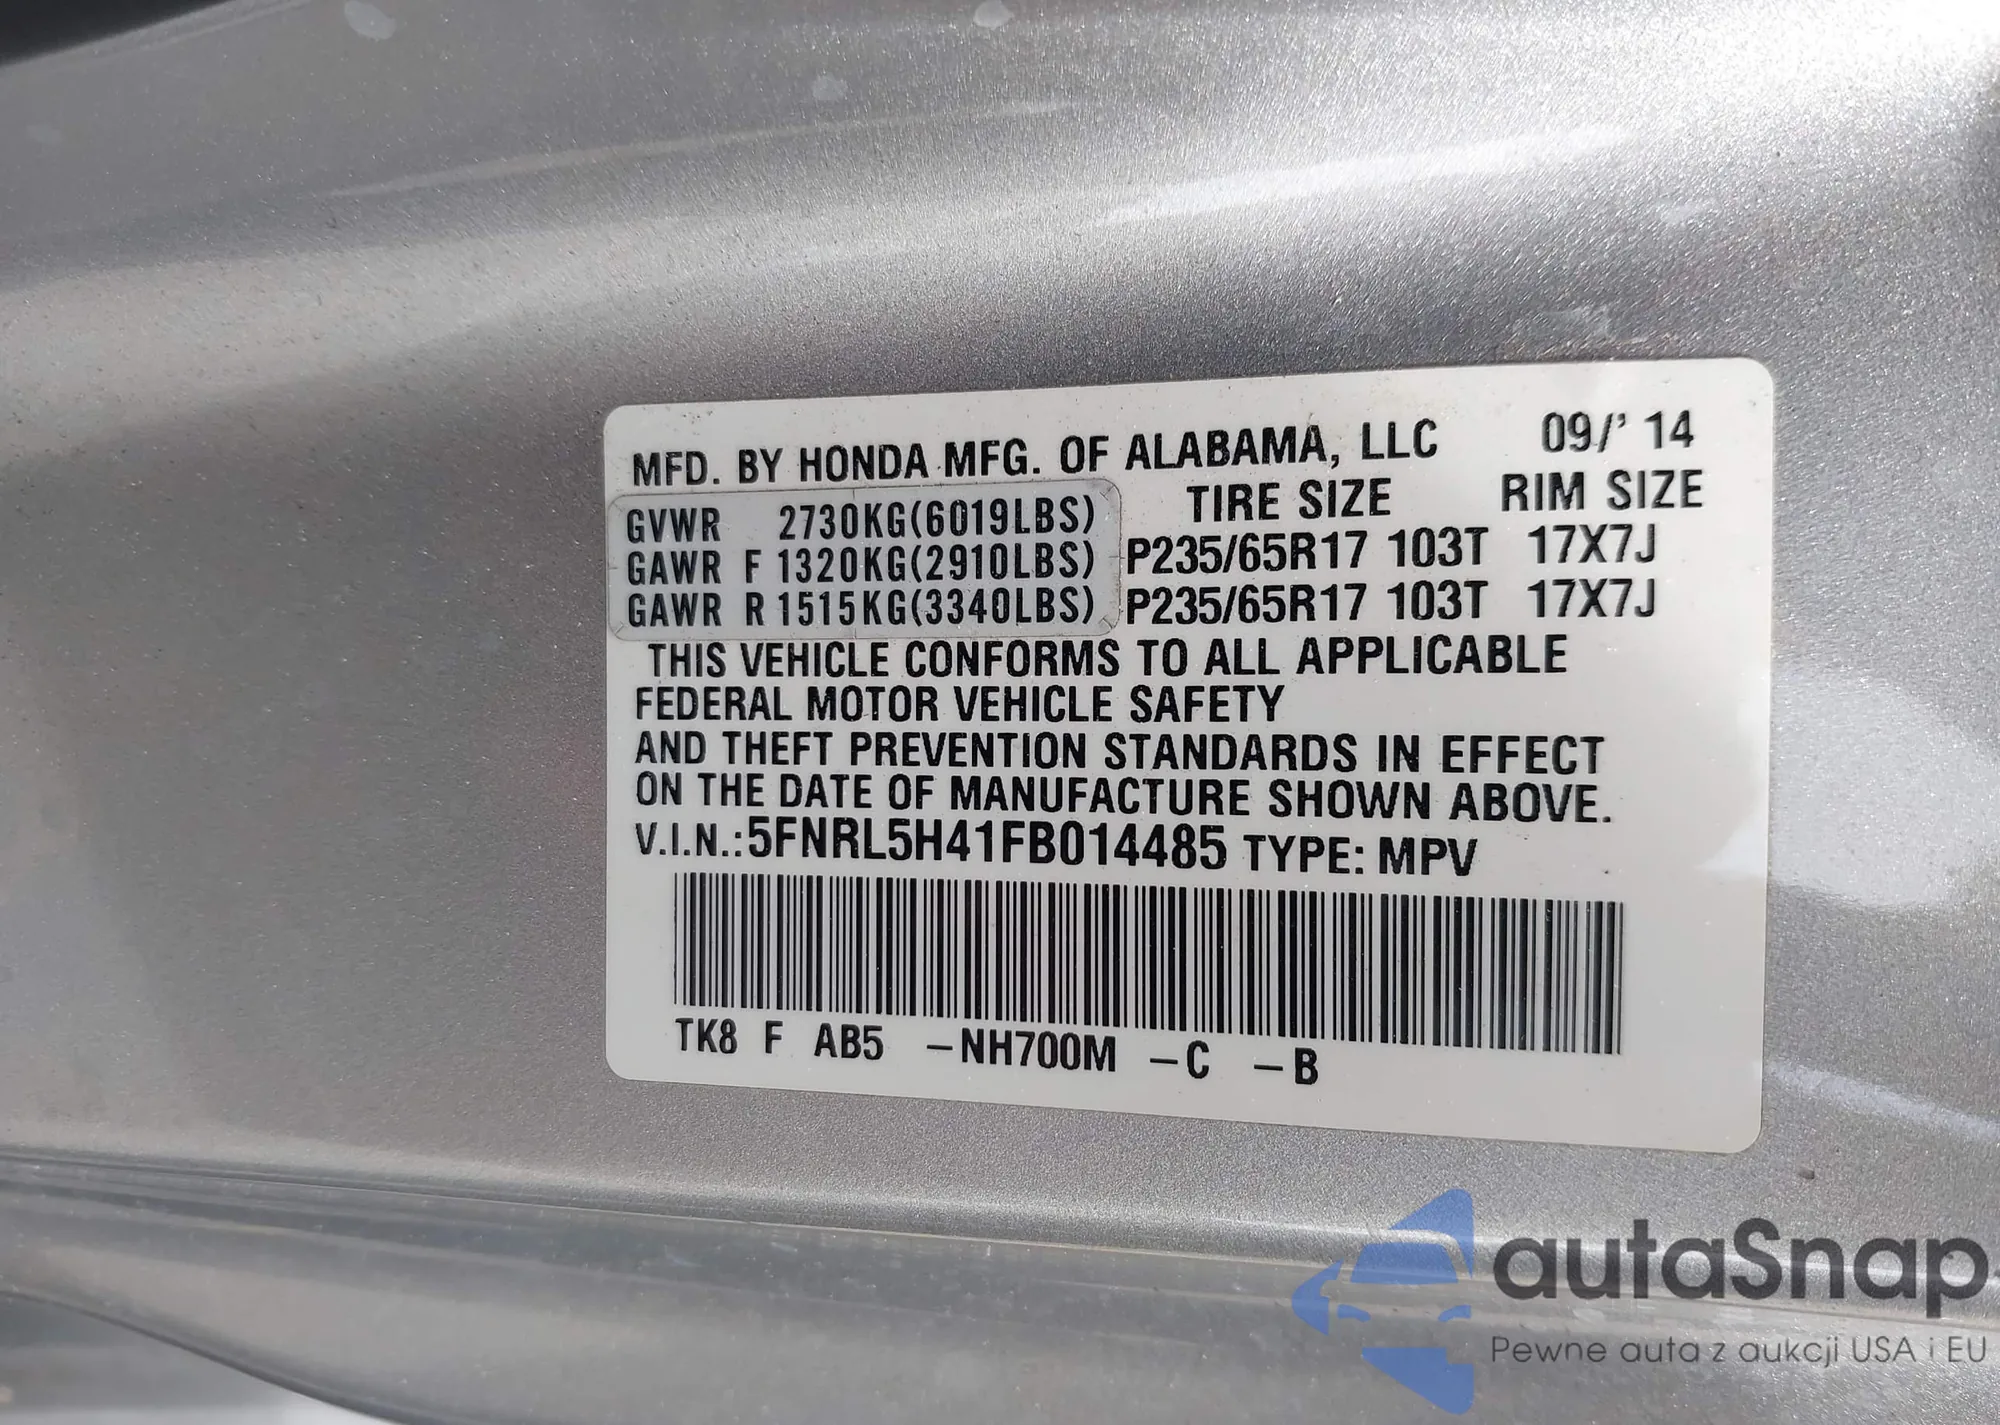 MFD. BY HONDA MFG. OF ALABAMA, LLC 09/' 14
GVWR 2730KG(6019LBS) TIRE SIZE RIM SIZE
GAWR F 1320KG(2910LBS) P235/65R17 103T 17X7J
GAWR R 1515KG(3340LBS) P235/65R17 103T 17X7J
THIS VEHICLE CONFORMS TO ALL APPLICABLE
FEDERAL MOTOR VEHICLE SAFETY
AND THEFT PREVENTION STANDARDS IN EFFECT
ON THE DATE OF MANUFACTURE SHOWN ABOVE.
V.I.N.:5FNRL5H41FB014485 TYPE: MPV
TK8 F AB5 -NH700M -C -B
autaSnap
Pewne auta z aukcji USA i EU